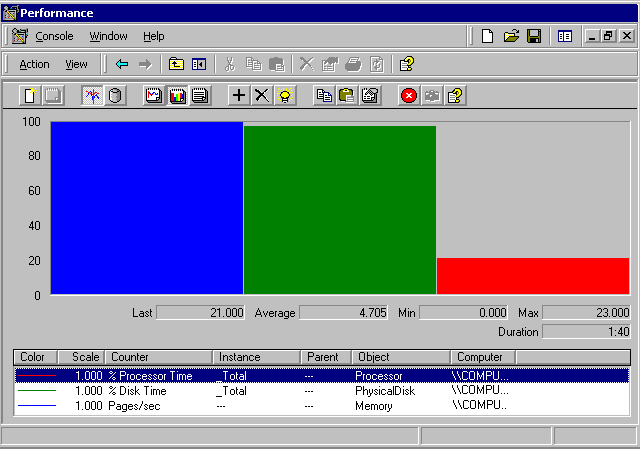 Performance
Console Window Help
Action View
100
80
60
40
20
0
Last 21.000 Average 4.705 Min 0.000 Max 23.000
Duration 1:40
Color Scale Counter Instance Parent Object Computer
1.000 % Processor Time _Total --- Processor \\COMPU...
1.000 % Disk Time _Total --- PhysicalDisk \\COMPU...
1.000 Pages/sec --- --- Memory \\COMPU..